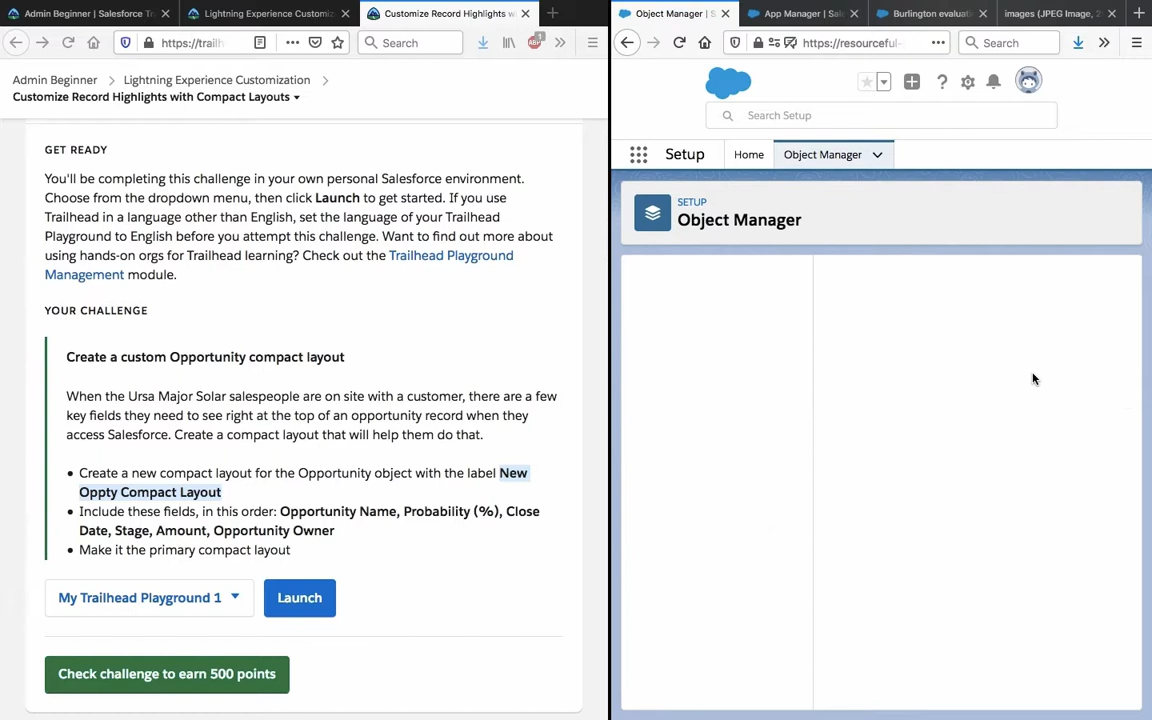 Admin Beginner | Salesforce Tr
Lightning Experience Customiz
Customize Record Highlights w
https://trailh
Search
1
Admin Beginner
Lightning Experience Customization
Customize Record Highlights with Compact Layouts
GET READY
You'll be completing this challenge in your own personal Salesforce environment.
Choose from the dropdown menu, then click Launch to get started. If you use
Trailhead in a language other than English, set the language of your Trailhead
Playground to English before you attempt this challenge. Want to find out more about
using hands-on orgs for Trailhead learning? Check out the Trailhead Playground
Management module.
YOUR CHALLENGE
Create a custom Opportunity compact layout
When the Ursa Major Solar salespeople are on site with a customer, there are a few
key fields they need to see right at the top of an opportunity record when they
access Salesforce. Create a compact layout that will help them do that.
Create a new compact layout for the Opportunity object with the label New
Oppty Compact Layout
Include these fields, in this order: Opportunity Name, Probability (%), Close
Date, Stage, Amount, Opportunity Owner
Make it the primary compact layout
My Trailhead Playground 1
Launch
Check challenge to earn 500 points
Object Manager | S
App Manager | Sal
Burlington evaluati
images (JPEG Image, 2
https://resourceful-
Search
Search Setup
Setup
Home
Object Manager
SETUP
Object Manager